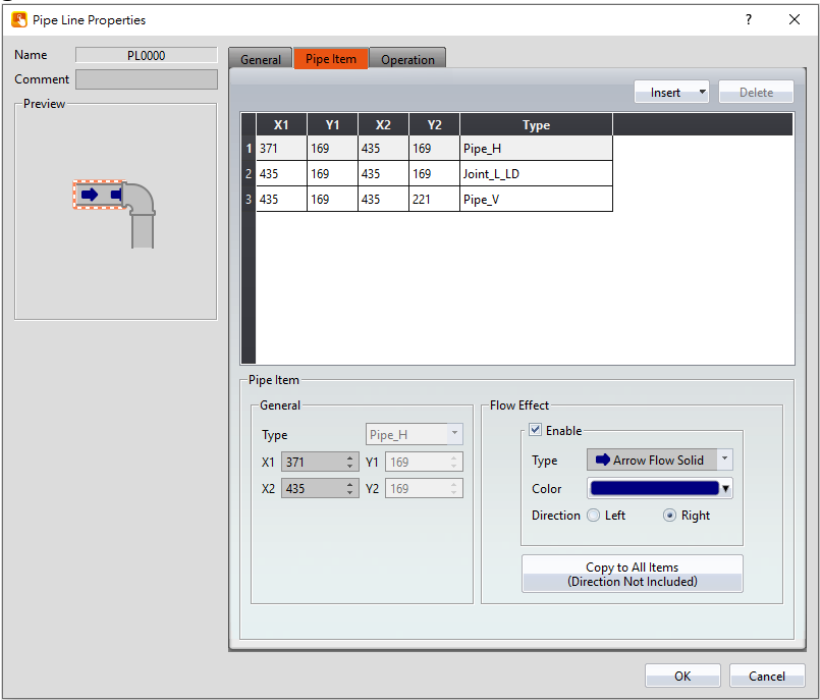 Pipe Line Properties ? ×
Name PL0000
Comment
Preview
General Pipe Item Operation
Insert Delete
X1 Y1 X2 Y2 Type
1 371 169 435 169 Pipe_H
2 435 169 435 169 Joint_L_LD
3 435 169 435 221 Pipe_V
Pipe Item
General
Type Pipe_H
X1 371 Y1 169
X2 435 Y2 169
Flow Effect
Enable
Type Arrow Flow Solid
Color
Direction Left Right
Copy to All Items
(Direction Not Included)
OK Cancel